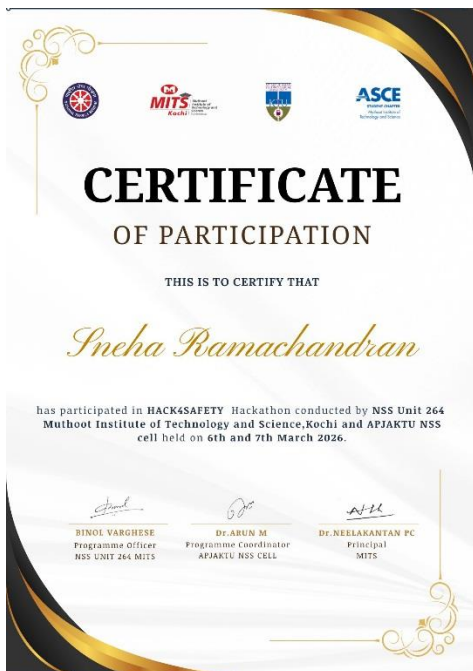 MITS
Kochi
ASCE
STUDENT CHAPTER
CERTIFICATE
OF PARTICIPATION
THIS IS TO CERTIFY THAT
Sneha Ramachandran
has participated in HACK4SAFETY Hackathon conducted by NSS Unit 264
Muthoot Institute of Technology and Science,Kochi and APJAKTU NSS
cell held on 6th and 7th March 2026.
BINOL VARGHESE
Programme Officer
NSS UNIT 264 MITS
Dr.ARUN M
Programme Coordinator
APJAKTU NSS CELL
Dr.NEELAKANTAN PC
Principal
MITS